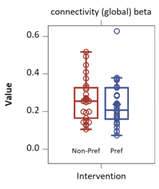 connectivity (global) beta
0.6
0.4
0.2
0.0
Value
Non-Pref Pref
Intervention